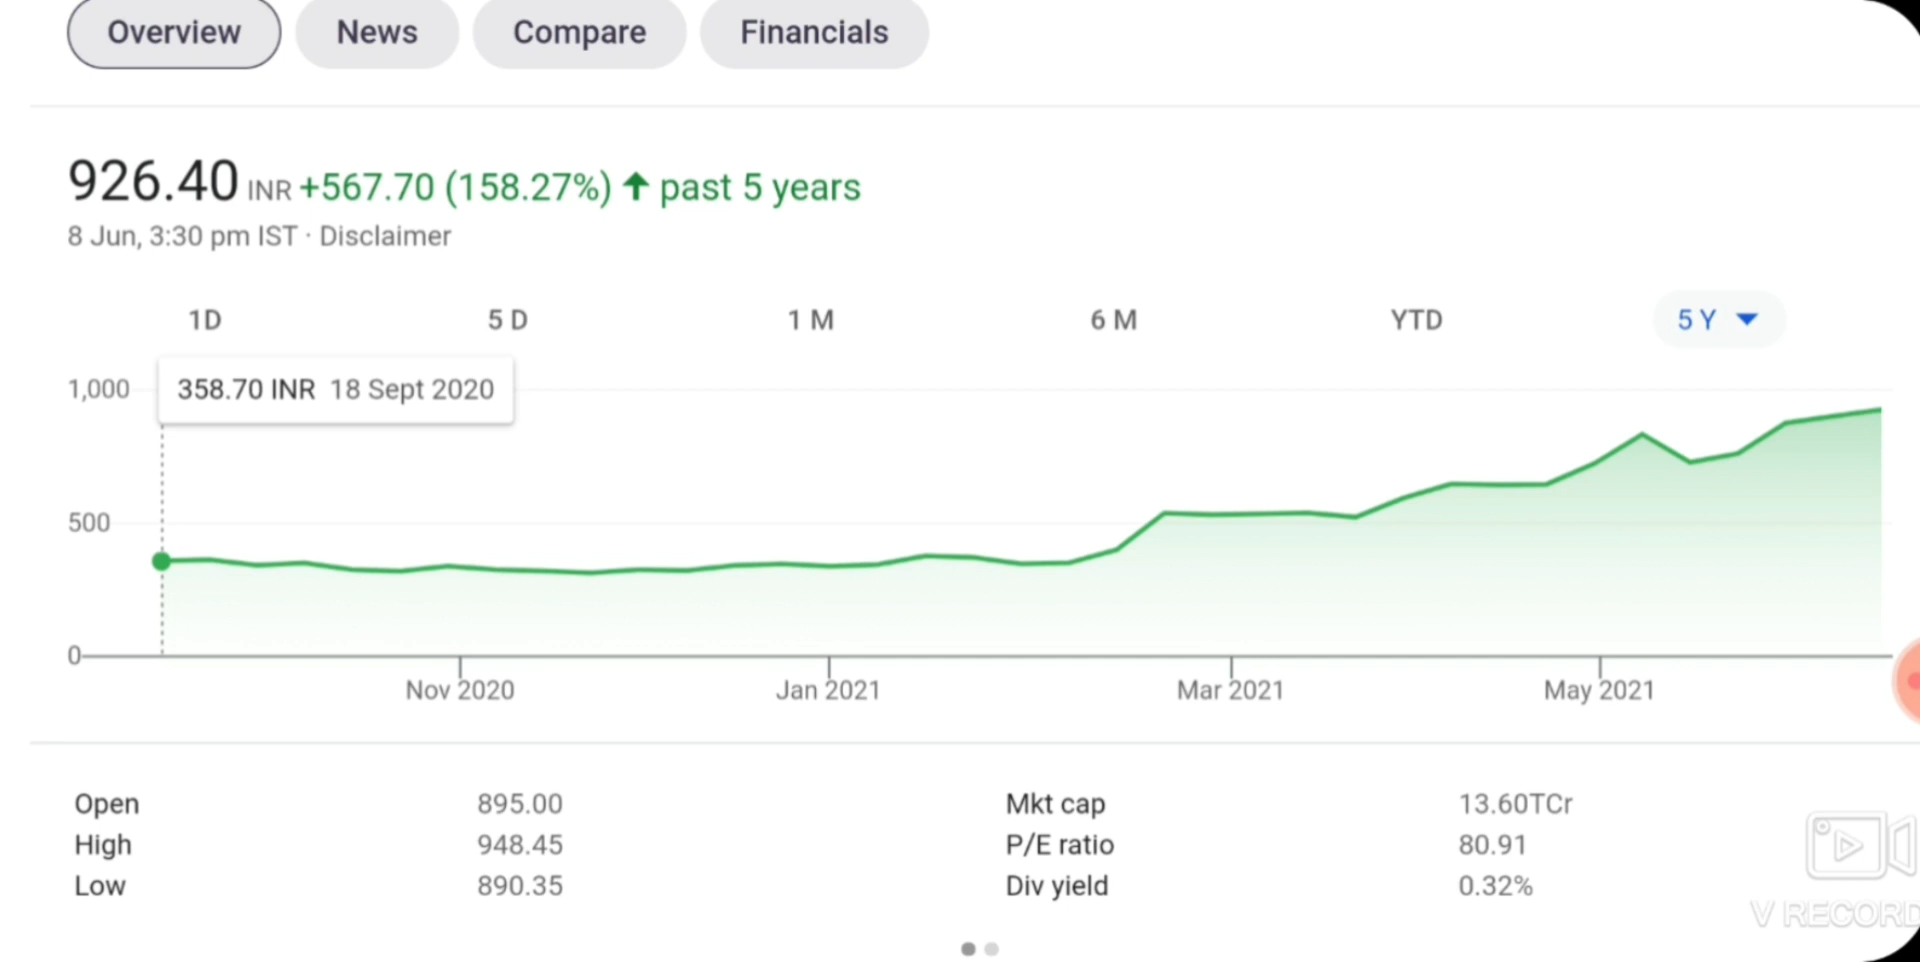 Overview News Compare Financials
926.40 INR +567.70 (158.27%) ↑ past 5 years
8 Jun, 3:30 pm IST · Disclaimer
1D 5 D 1 M 6 M YTD 5 Y
358.70 INR 18 Sept 2020
1,000
500
0
Nov 2020 Jan 2021 Mar 2021 May 2021
Open 895.00 Mkt cap 13.60TCr
High 948.45 P/E ratio 80.91
Low 890.35 Div yield 0.32%
V RECORD